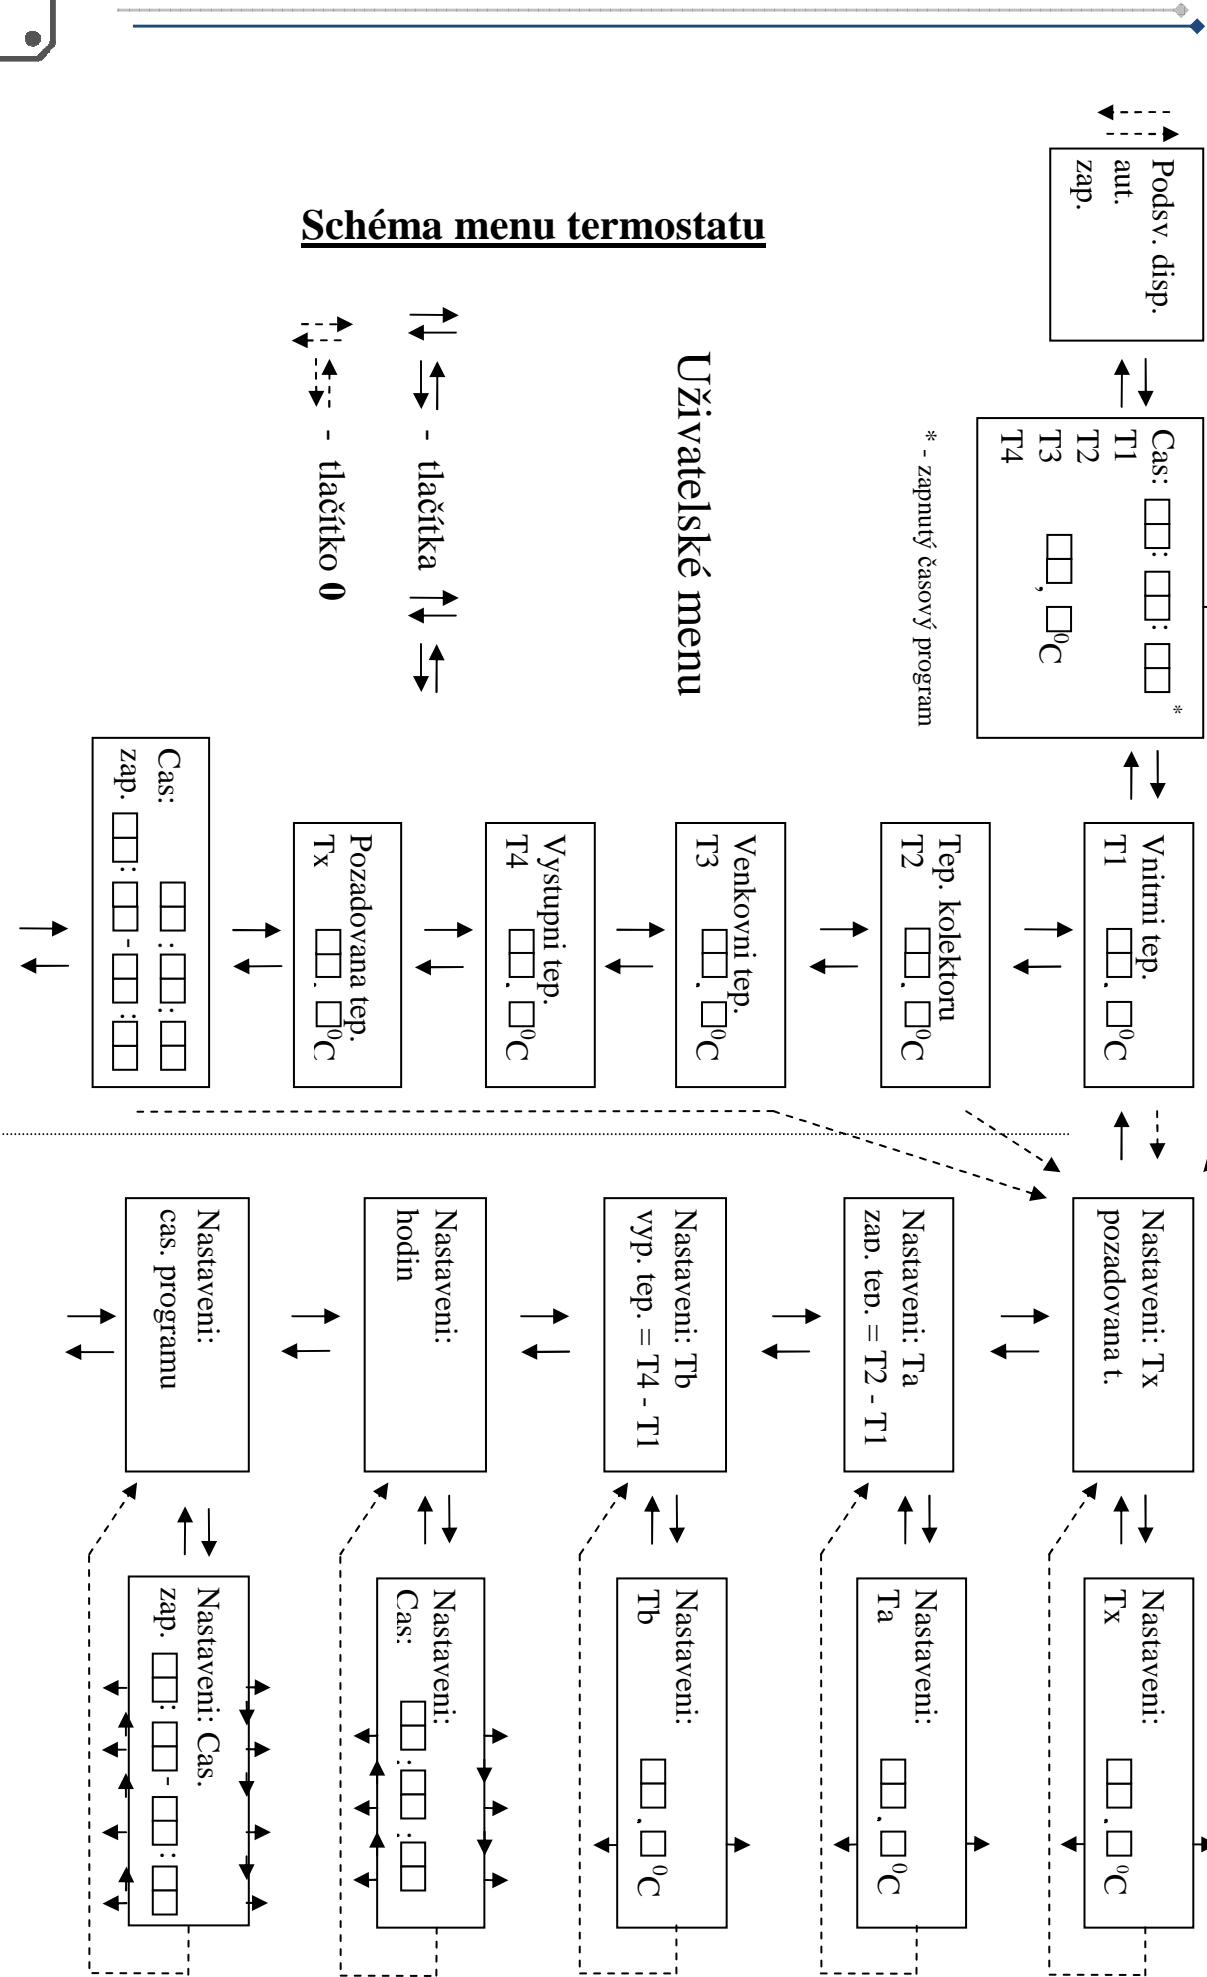 Schéma menu termostatu
Uživatelské menu
- tlačítka
- tlačítko 0
Podsv. disp.
aut.
zap.
Cas: : : *
T1
T2
T3 , ⁰C
T4
* - zapnutý časový program
Vnitrni tep.
T1 . ⁰C
Tep. kolektoru
T2 . ⁰C
Venkovni tep.
T3 . ⁰C
Vystupni tep.
T4 . ⁰C
Pozadovana tep.
Tx . ⁰C
Cas: : :
zap. : - :
Nastaveni: Tx
pozadovana t.
Nastaveni: Ta
zap. tep. = T2 - T1
Nastaveni: Tb
vyp. tep. = T4 - T1
Nastaveni:
hodin
Nastaveni:
cas. programu
Nastaveni:
Tx . ⁰C
Nastaveni:
Ta . ⁰C
Nastaveni:
Tb . ⁰C
Nastaveni:
Cas: : :
Nastaveni: Cas.
zap. : - :